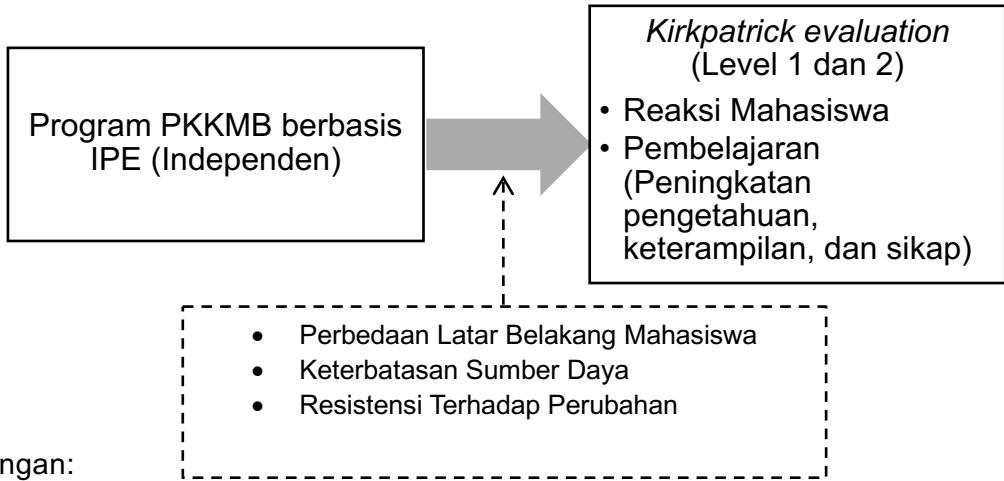 Program PKKMB berbasis
IPE (Independen)
Kirkpatrick evaluation
(Level 1 dan 2)
• Reaksi Mahasiswa
• Pembelajaran
(Peningkatan
pengetahuan,
keterampilan, dan sikap)
• Perbedaan Latar Belakang Mahasiswa
• Keterbatasan Sumber Daya
• Resistensi Terhadap Perubahan
ngan: